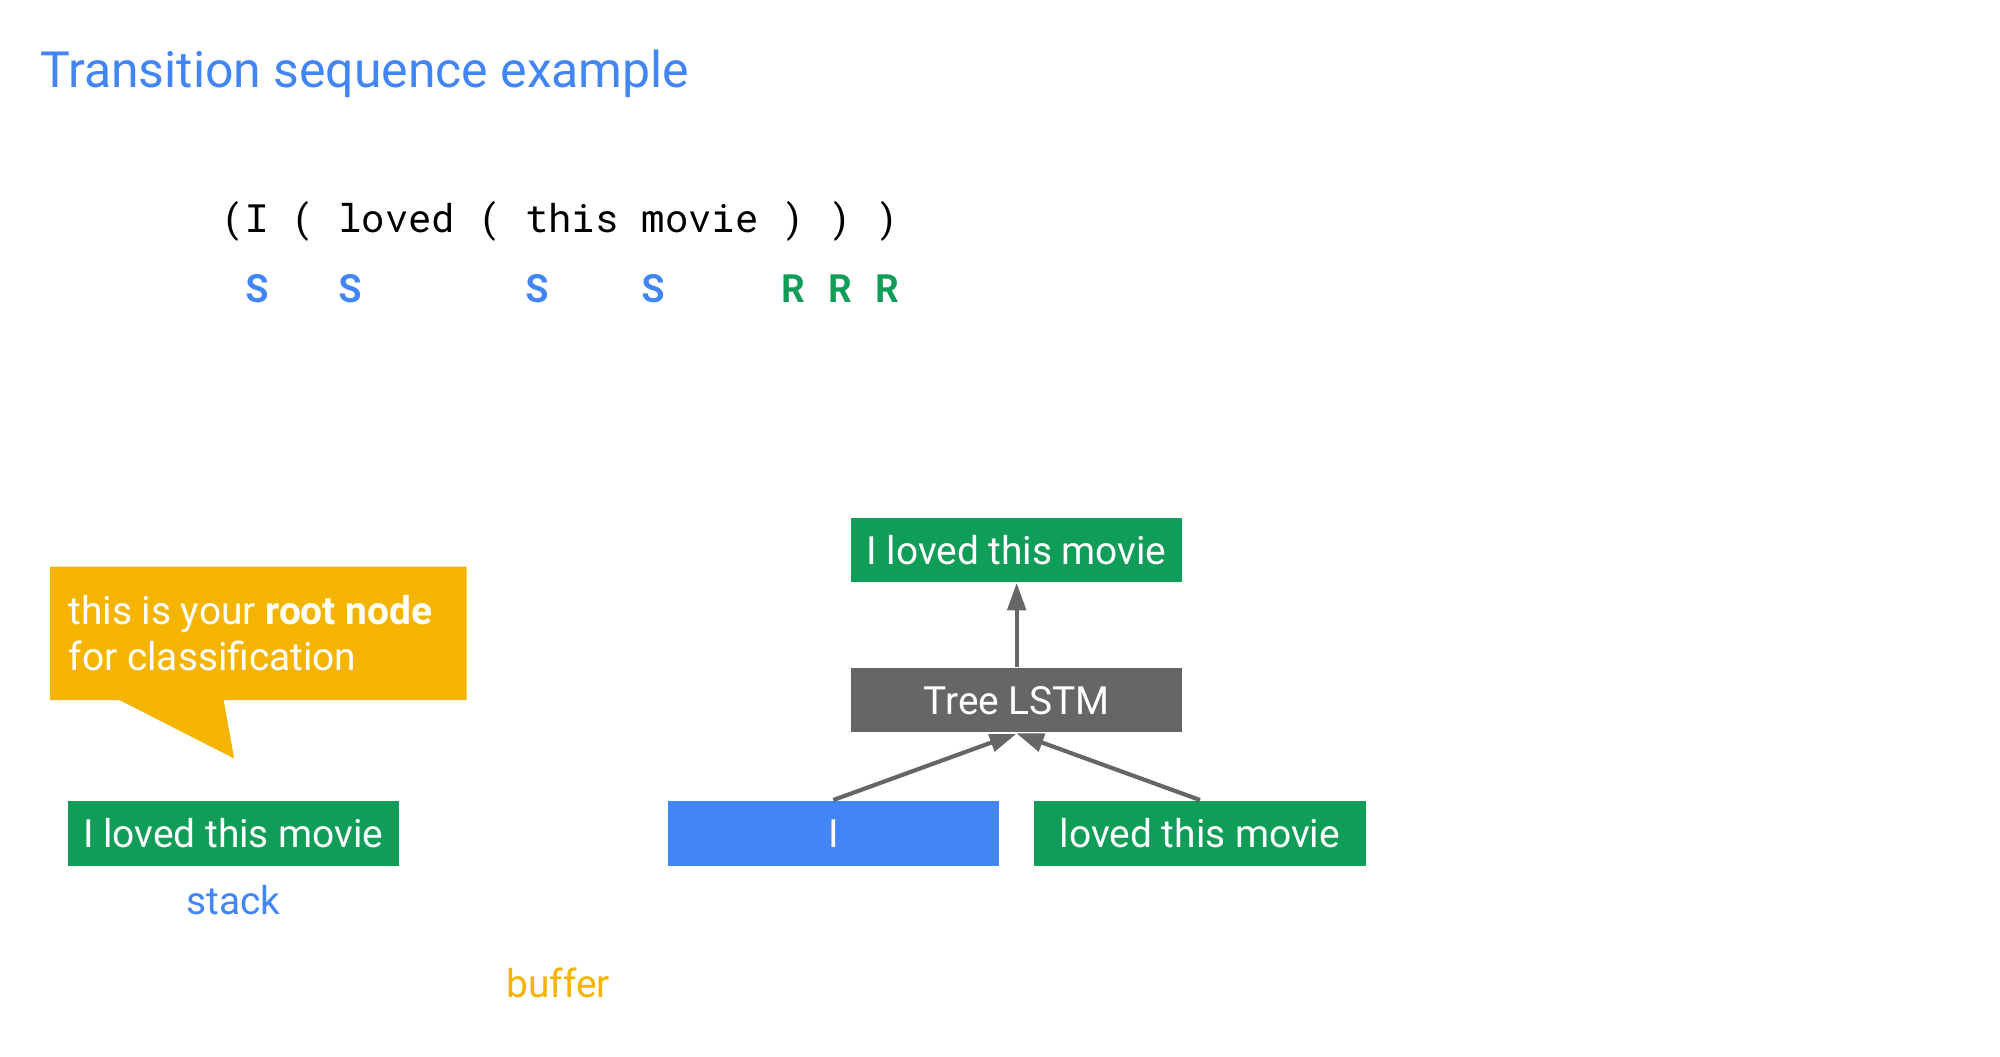 Transition sequence example
(I ( loved ( this movie ) ) )
S S S S R R R
I loved this movie
this is your root node
for classification
Tree LSTM
I loved this movie
I
loved this movie
stack
buffer